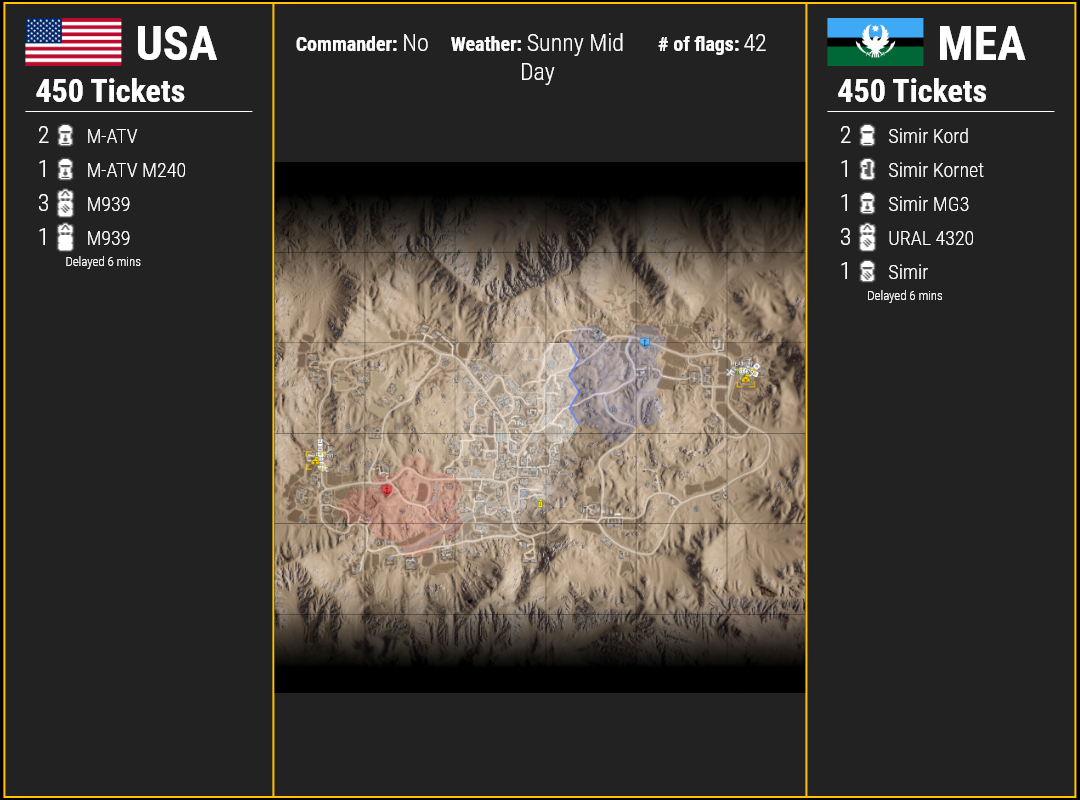 USA
450 Tickets
2 M-ATV
1 M-ATV M240
3 M939
1 M939
Delayed 6 mins
Commander: No Weather: Sunny Mid # of flags: 42
Day
MEA
450 Tickets
2 Simir Kord
1 Simir Kornet
1 Simir MG3
3 URAL 4320
1 Simir
Delayed 6 mins